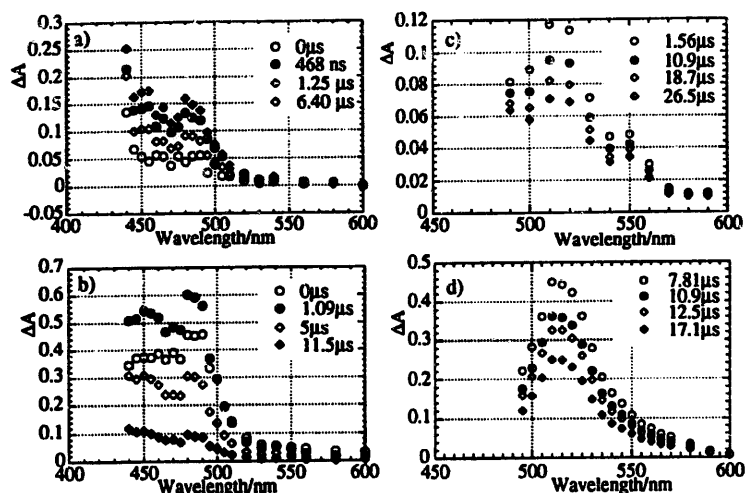 a)
0μs
468 ns
1.25 μs
6.40 μs
ΔA
0.3
0.25
0.2
0.15
0.1
0.05
0
-0.05
400 450 500 550 600
Wavelength/nm
c)
1.56μs
10.9μs
18.7μs
26.5μs
ΔA
0.12
0.1
0.08
0.06
0.04
0.02
0
400 450 500 550 600
Wavelength/nm
b)
0μs
1.09μs
5μs
11.5μs
ΔA
0.7
0.6
0.5
0.4
0.3
0.2
0.1
0
400 450 500 550 600
Wavelength/nm
d)
7.81μs
10.9μs
12.5μs
17.1μs
ΔA
0.5
0.4
0.3
0.2
0.1
0
400 450 500 550 600
Wavelength/nm